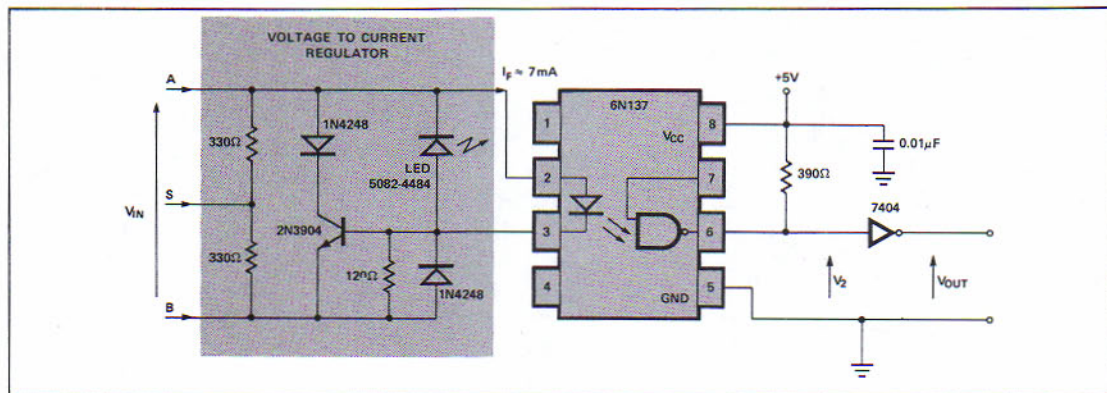 VOLTAGE TO CURRENT
REGULATOR
A
I_F ≈ 7mA
+5V
1N4248
6N137
1
V_CC
8
330Ω
LED
5082-4484
0.01μF
390Ω
2
7
S
V_IN
2N3904
7404
3
6
330Ω
120Ω
1N4248
4
GND
5
V_2
V_OUT
B